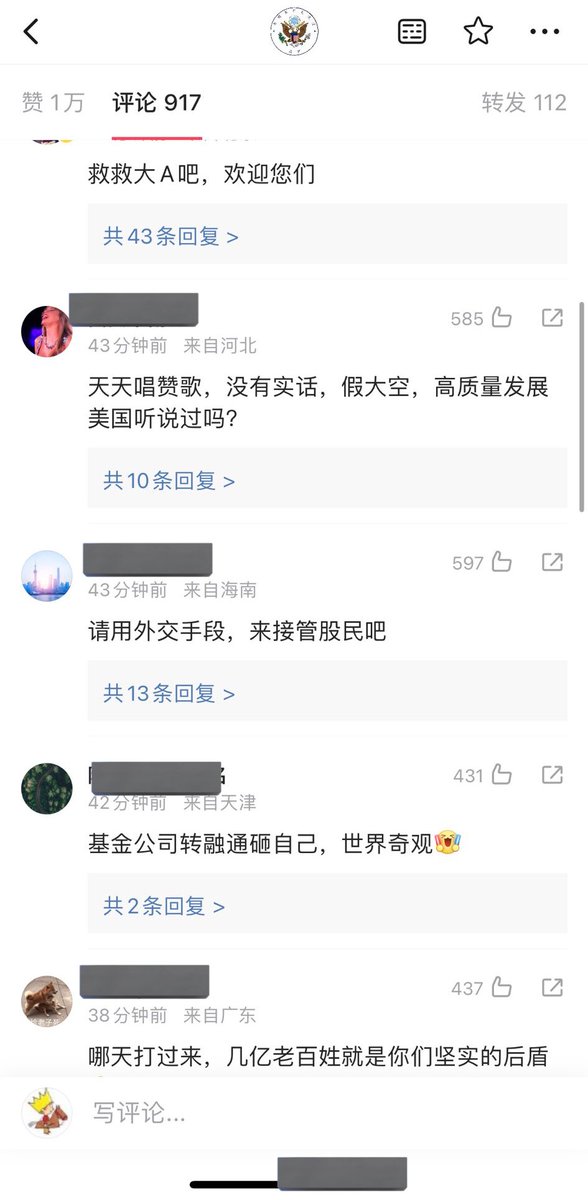 赞 1万 评论 917 转发 112
救救大A吧，欢迎您们
共43条回复 >
585
43分钟前 来自河北
天天唱赞歌，没有实话，假大空，高质量发展
美国听说过吗？
共10条回复 >
597
43分钟前 来自海南
请用外交手段，来接管股民吧
共13条回复 >
431
42分钟前 来自天津
基金公司转融通砸自己，世界奇观
共2条回复 >
437
38分钟前 来自广东
哪天打过来，几亿老百姓就是你们坚实的后盾
写评论...